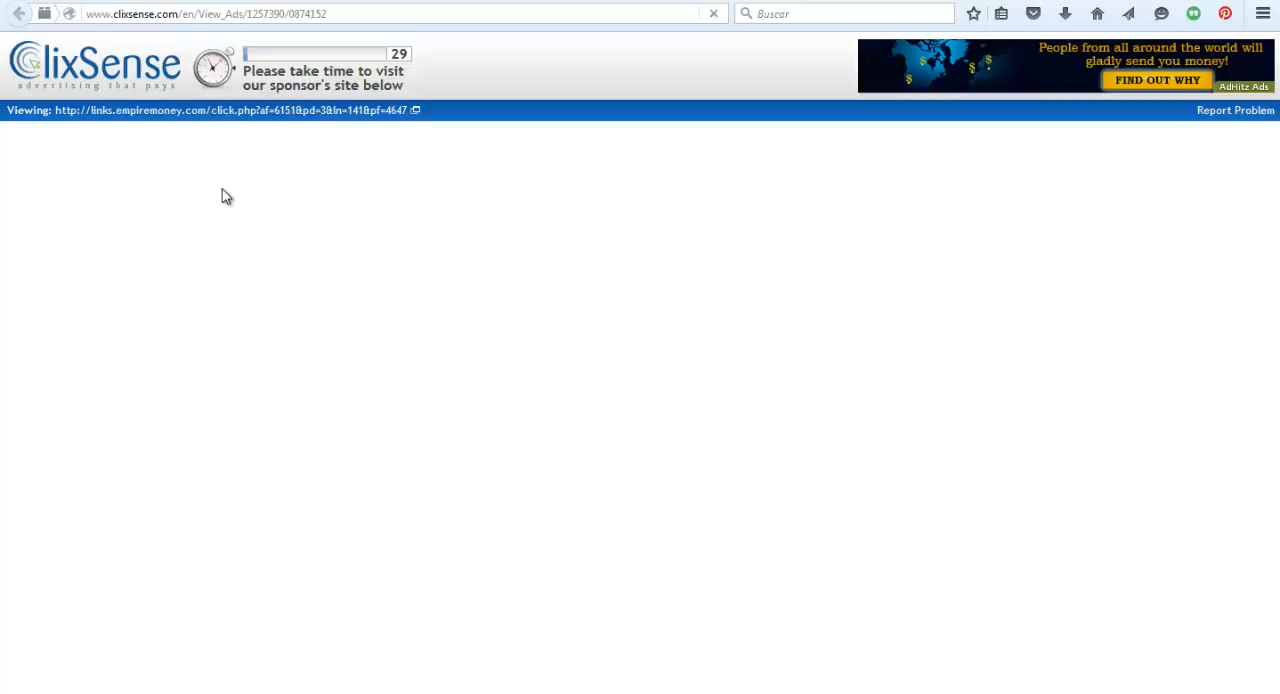 www.clixsense.com/en/View_Ads/1257390/0874152
Buscar
ClixSense
advertising that pays
29
Please take time to visit
our sponsor's site below
People from all around the world will
gladly send you money!
FIND OUT WHY
AdHitz Ads
Viewing: http://links.empiremoney.com/click.php?af=6151&pd=3&ln=141&pf=4647
Report Problem